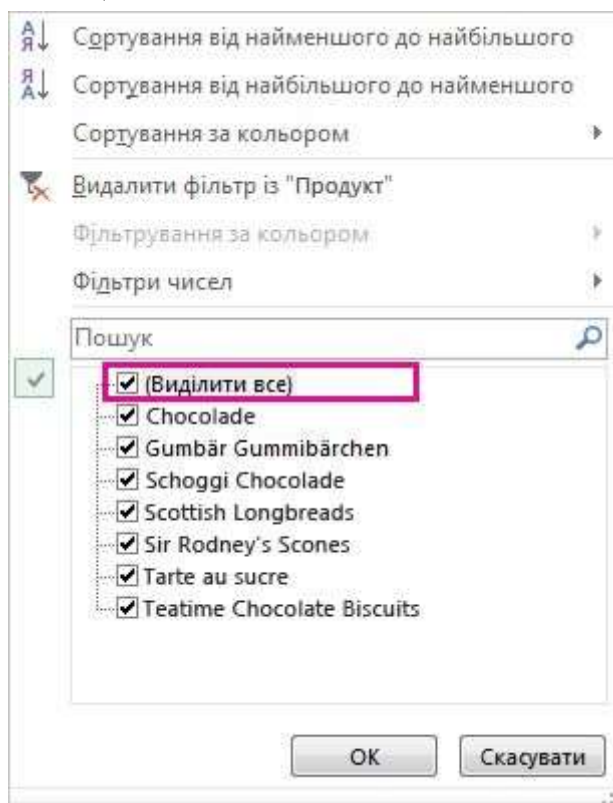 Сортування від найменшого до найбільшого
Сортування від найбільшого до найменшого
Сортування за кольором
Видалити фільтр із "Продукт"
Фільтрування за кольором
Фільтри чисел
Пошук
(Виділити все)
Chocolade
Gumbär Gummibärchen
Schoggi Chocolade
Scottish Longbreads
Sir Rodney's Scones
Tarte au sucre
Teatime Chocolate Biscuits
ОК
Скасувати